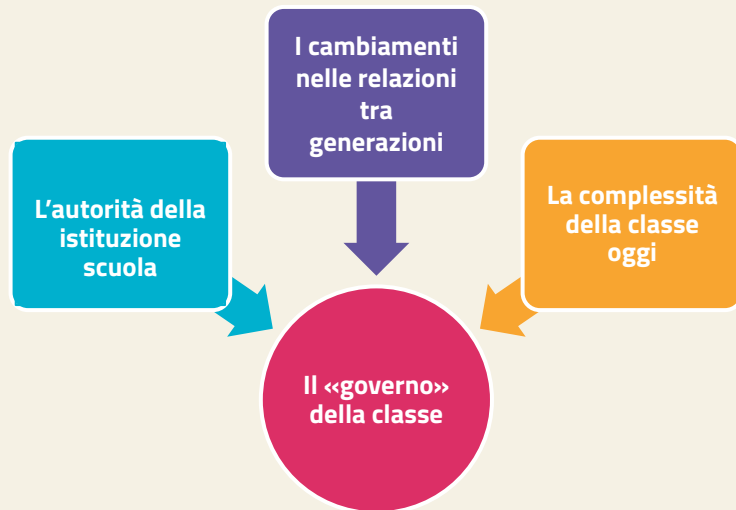 I cambiamenti
nelle relazioni
tra
generazioni
L'autorità della
istituzione
scuola
La complessità
della classe
oggi
Il «governo»
della classe